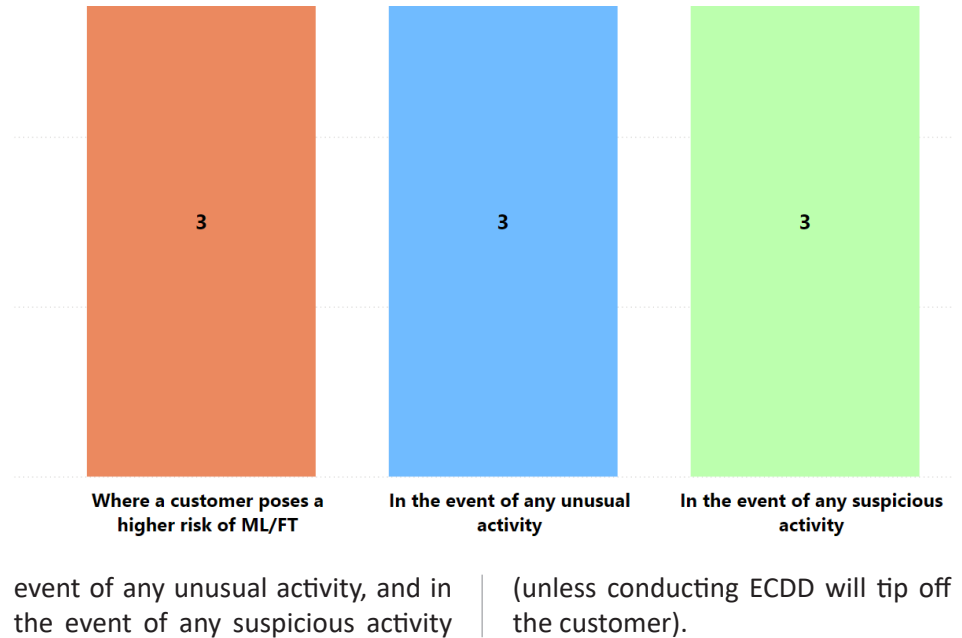 3
3
3
Where a customer poses a
higher risk of ML/FT
In the event of any unusual
activity
In the event of any suspicious
activity
event of any unusual activity, and in
the event of any suspicious activity
(unless conducting ECDD will tip off
the customer).